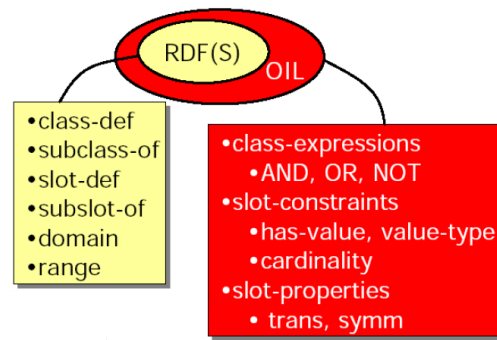 RDF(S)
OIL
•class-def
•subclass-of
•slot-def
•subslot-of
•domain
•range
•class-expressions
•AND, OR, NOT
•slot-constraints
•has-value, value-type
•cardinality
•slot-properties
• trans, symm